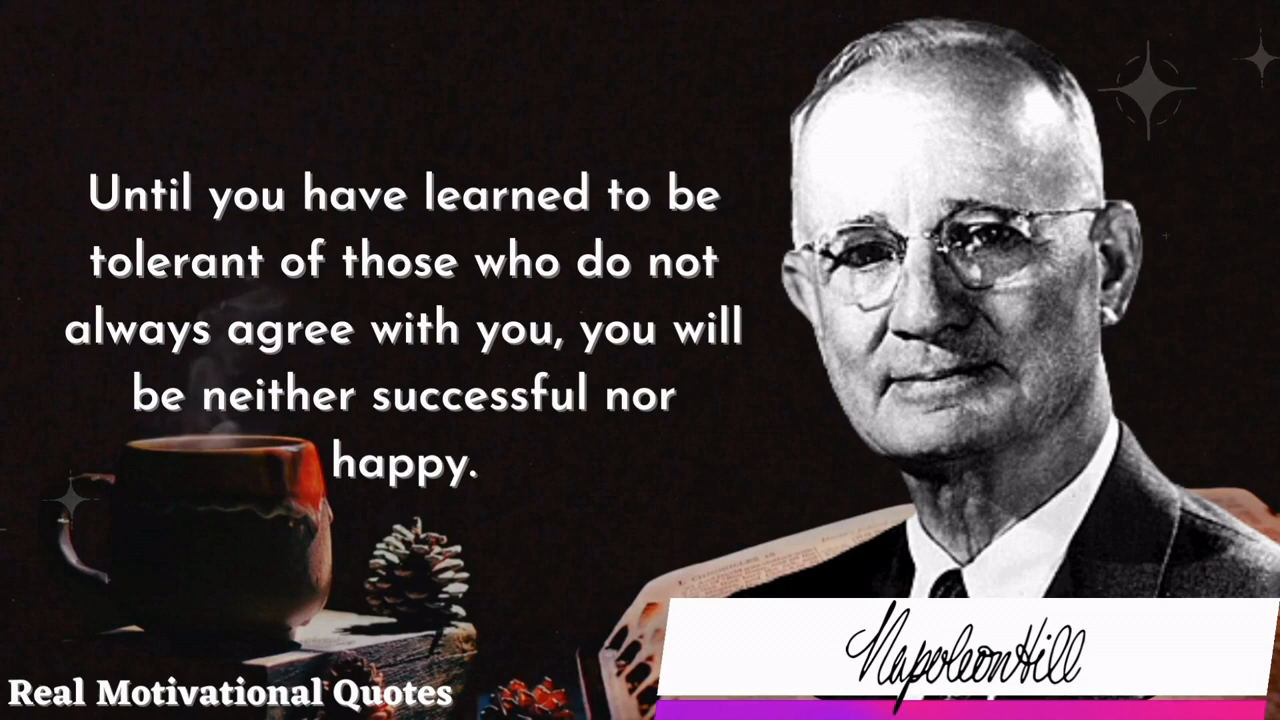 Until you have learned to be
tolerant of those who do not
always agree with you, you will
be neither successful nor
happy.
Napoleon Hill
Real Motivational Quotes